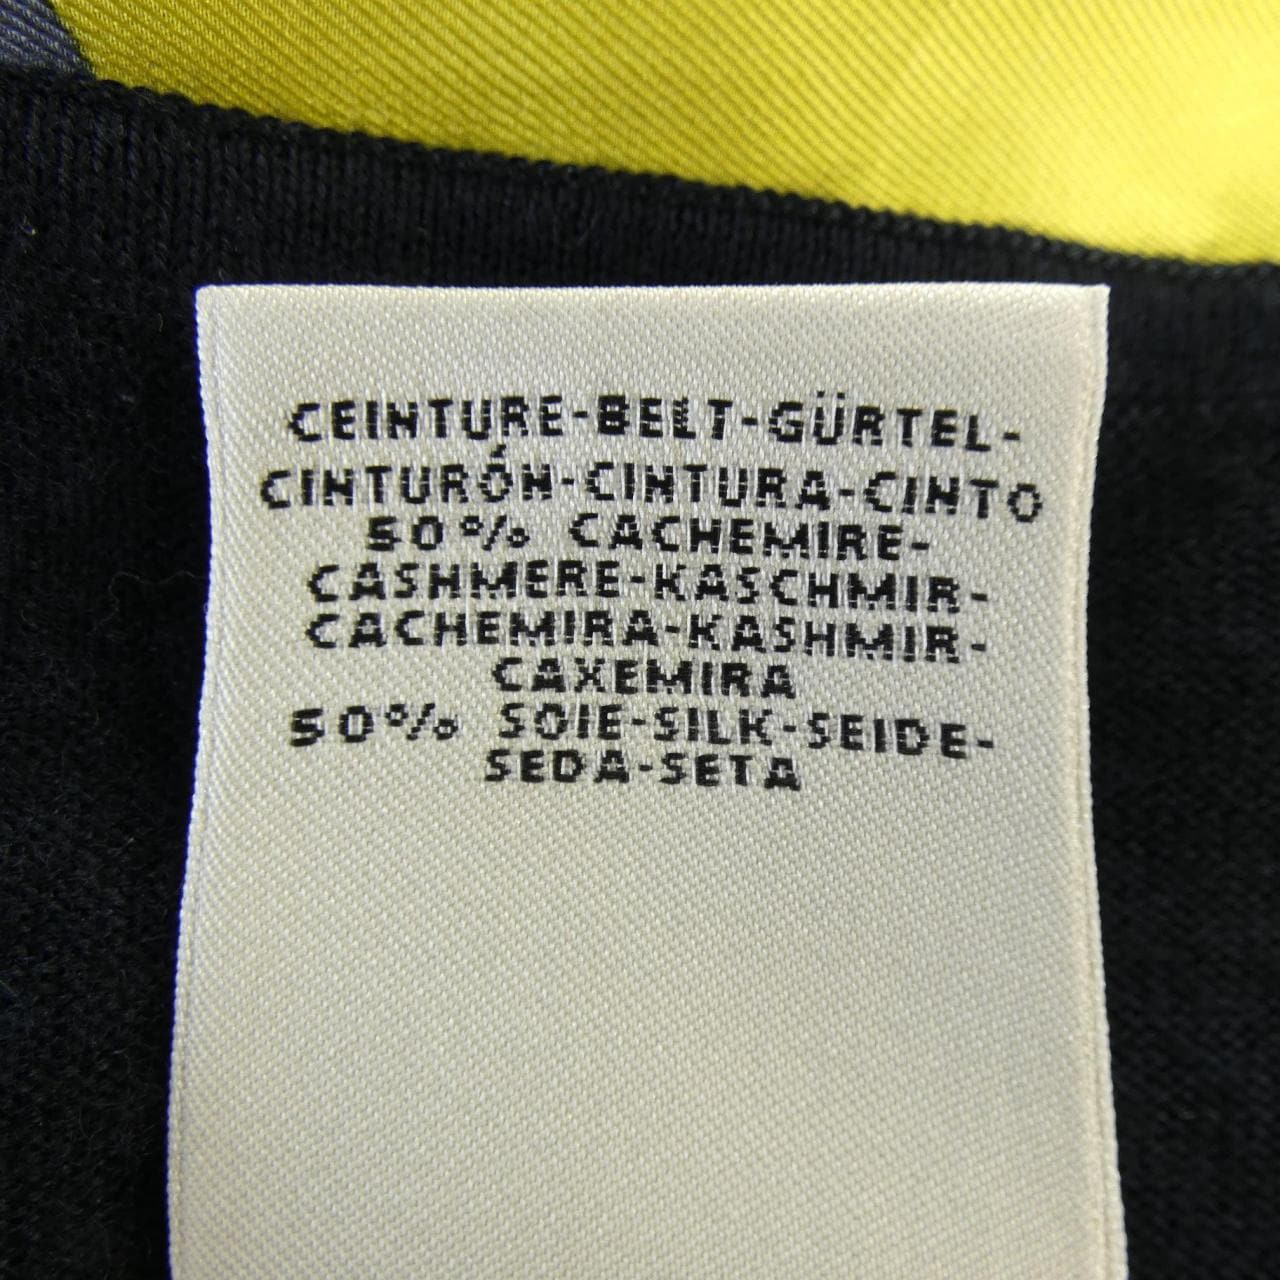 CEINTURE-BELT-GÜRTEL-
CINTURÓN-CINTURA-CINTO
50% CACHEMIRE-
CASHMERE-KASCHMIR-
CACHEMIRA-KASHMIR-
CAXEMIRA
50% SOIE-SILK-SEIDE-
SEDA-SETA